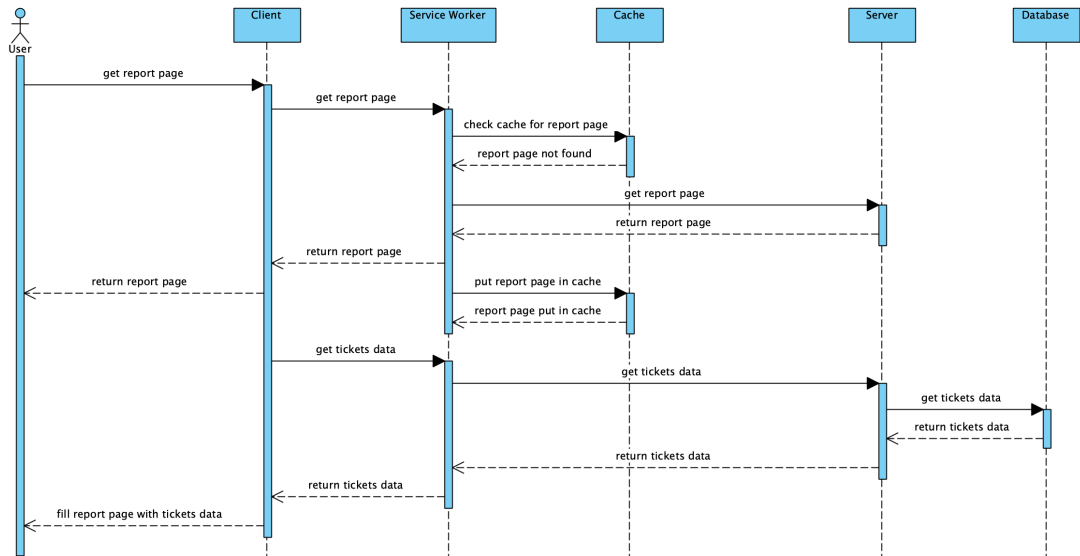 Client
Service Worker
Cache
Server
Database
User
get report page
get report page
check cache for report page
report page not found
get report page
return report page
return report page
return report page
put report page in cache
report page put in cache
get tickets data
get tickets data
get tickets data
return tickets data
return tickets data
return tickets data
fill report page with tickets data